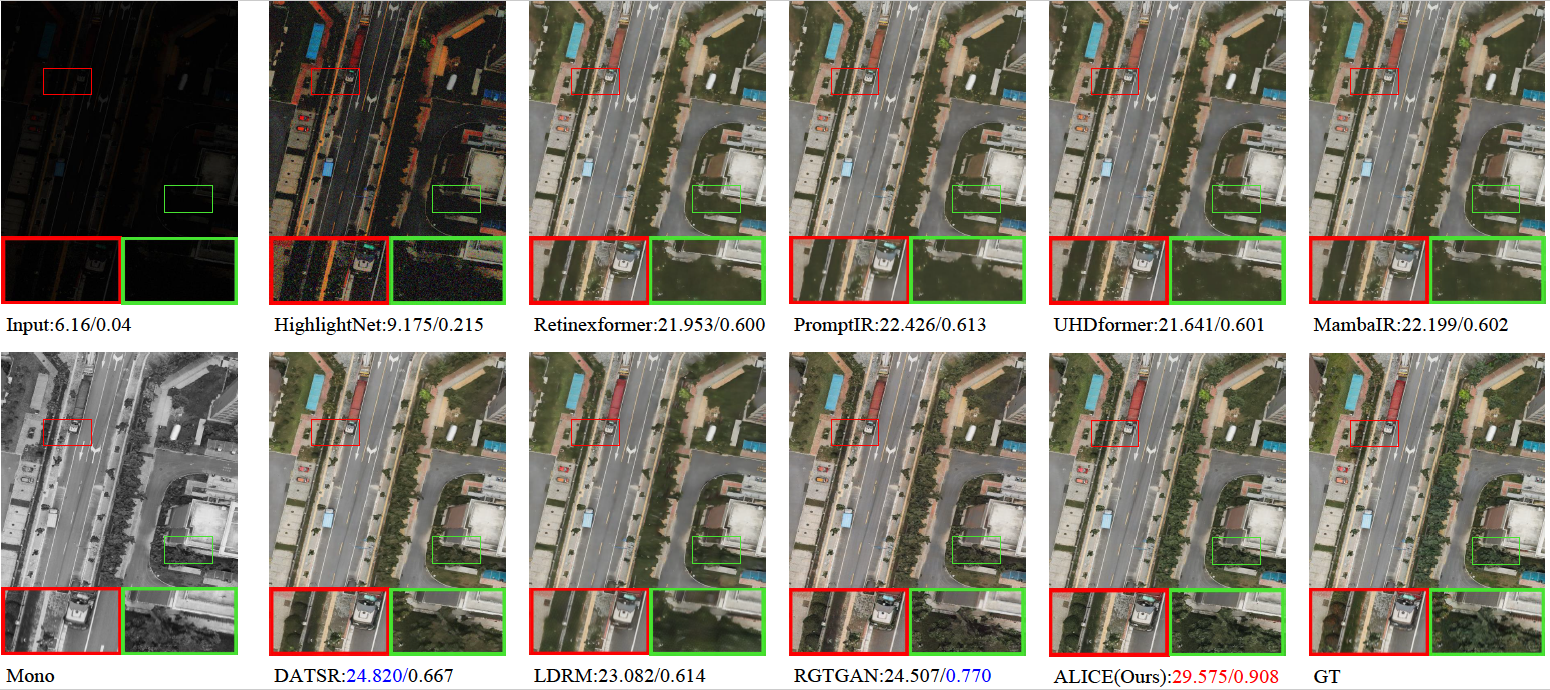 Input:6.16/0.04
HighlightNet:9.175/0.215
Retinexformer:21.953/0.600
PromptIR:22.426/0.613
UHDformer:21.641/0.601
MambaIR:22.199/0.602
Mono
DATSR:24.820/0.667
LDRM:23.082/0.614
RGTGAN:24.507/0.770
ALICE(Ours):29.575/0.908
GT